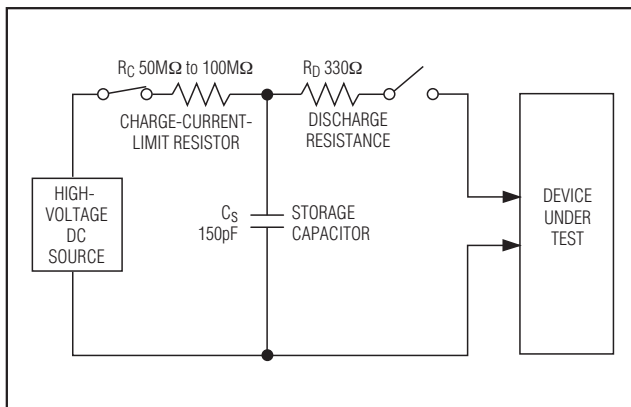 R_C 50MΩ to 100MΩ
CHARGE-CURRENT-
LIMIT RESISTOR
R_D 330Ω
DISCHARGE
RESISTANCE
HIGH-
VOLTAGE
DC
SOURCE
C_S
150pF
STORAGE
CAPACITOR
DEVICE
UNDER
TEST